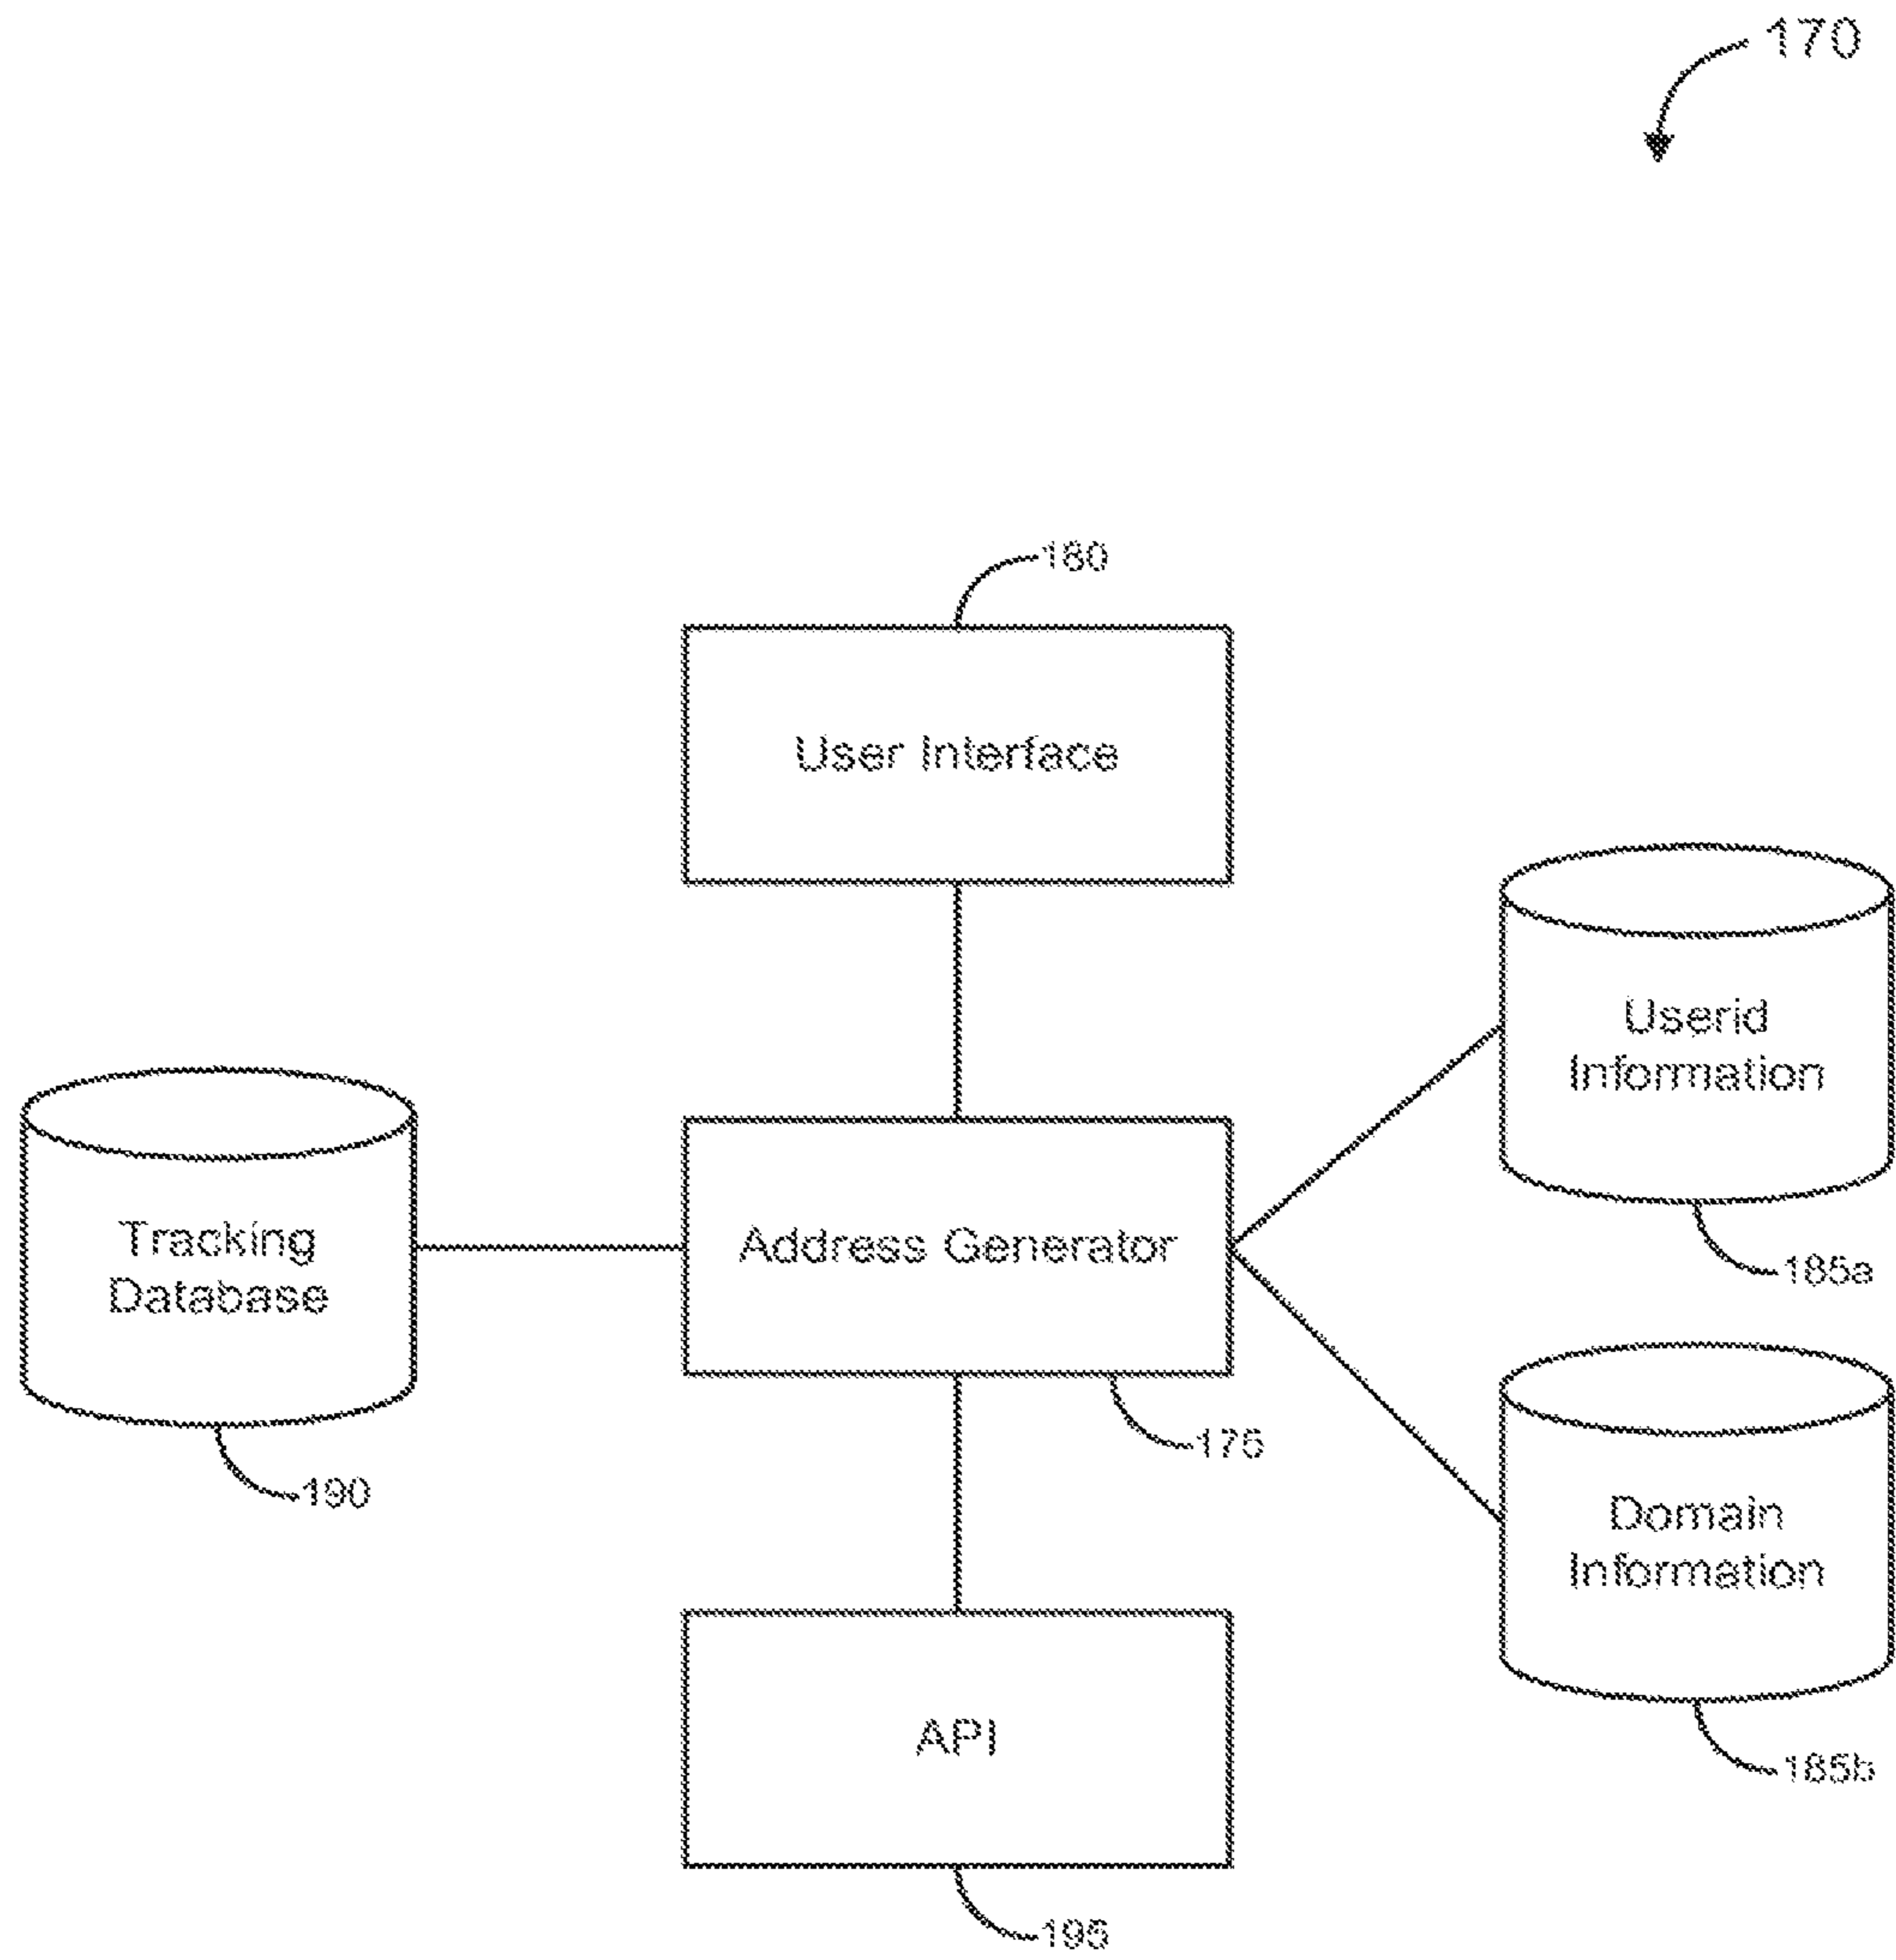 170
180
User Interface
Userid
Information
185a
Tracking
Database
190
Address Generator
175
Domain
Information
185b
API
195